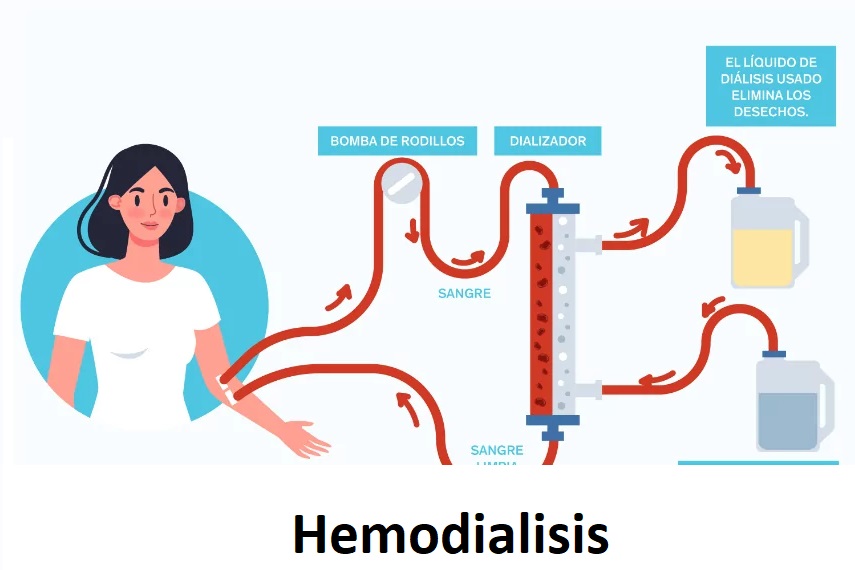 EL LÍQUIDO DE
DIÁLISIS USADO
ELIMINA LOS
DESECHOS.
BOMBA DE RODILLOS
DIALIZADOR
SANGRE
SANGRE
Hemodialisis